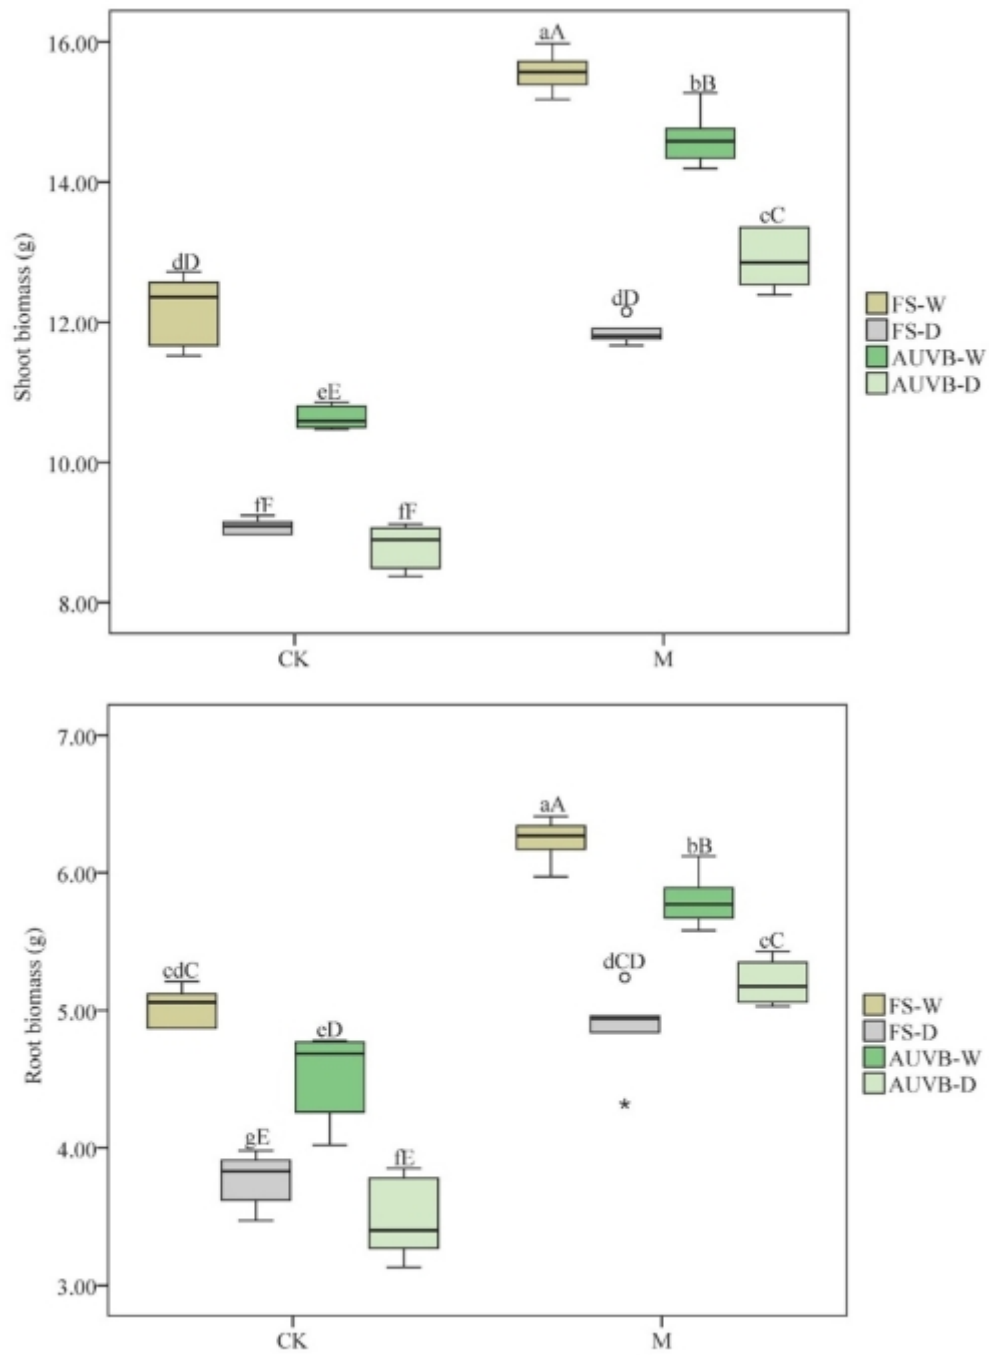 aA
16.00
bB
14.00
cC
dD
dD
12.00
Shoot biomass (g)
FS-W
FS-D
AUVB-W
AUVB-D
eE
10.00
fF
fF
8.00
CK
M
7.00
aA
bB
6.00
cC
cdC
dCD
5.00
eD
Root biomass (g)
FS-W
FS-D
AUVB-W
AUVB-D
gE
fE
4.00
*
3.00
CK
M